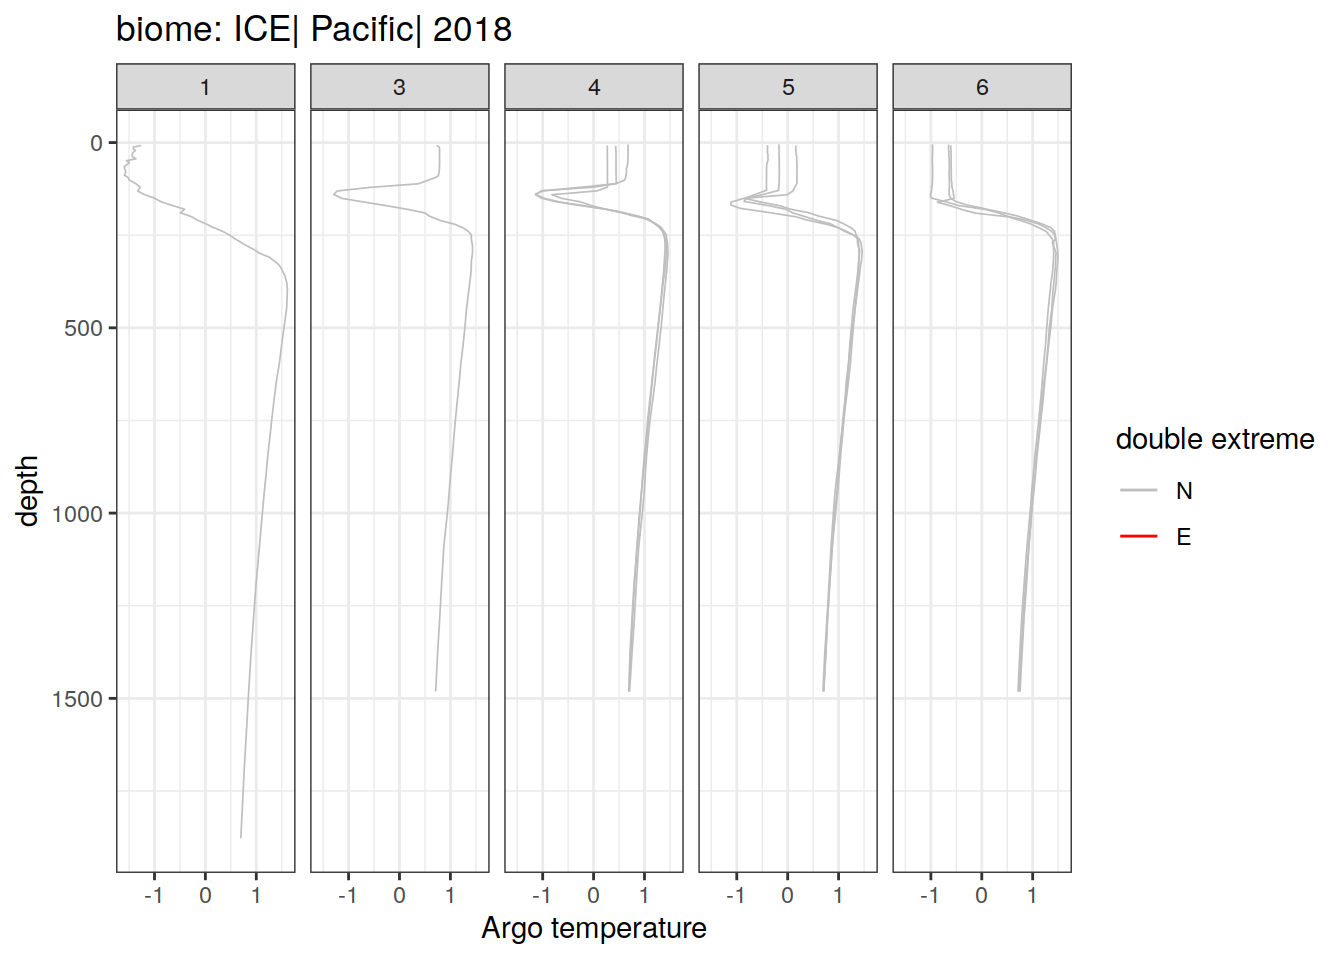 biome: ICE| Pacific| 2018
1 3 4 5 6
0
500
1000
1500
depth
-1 0 1 -1 0 1 -1 0 1 -1 0 1 -1 0 1
Argo temperature
double extreme
N
E